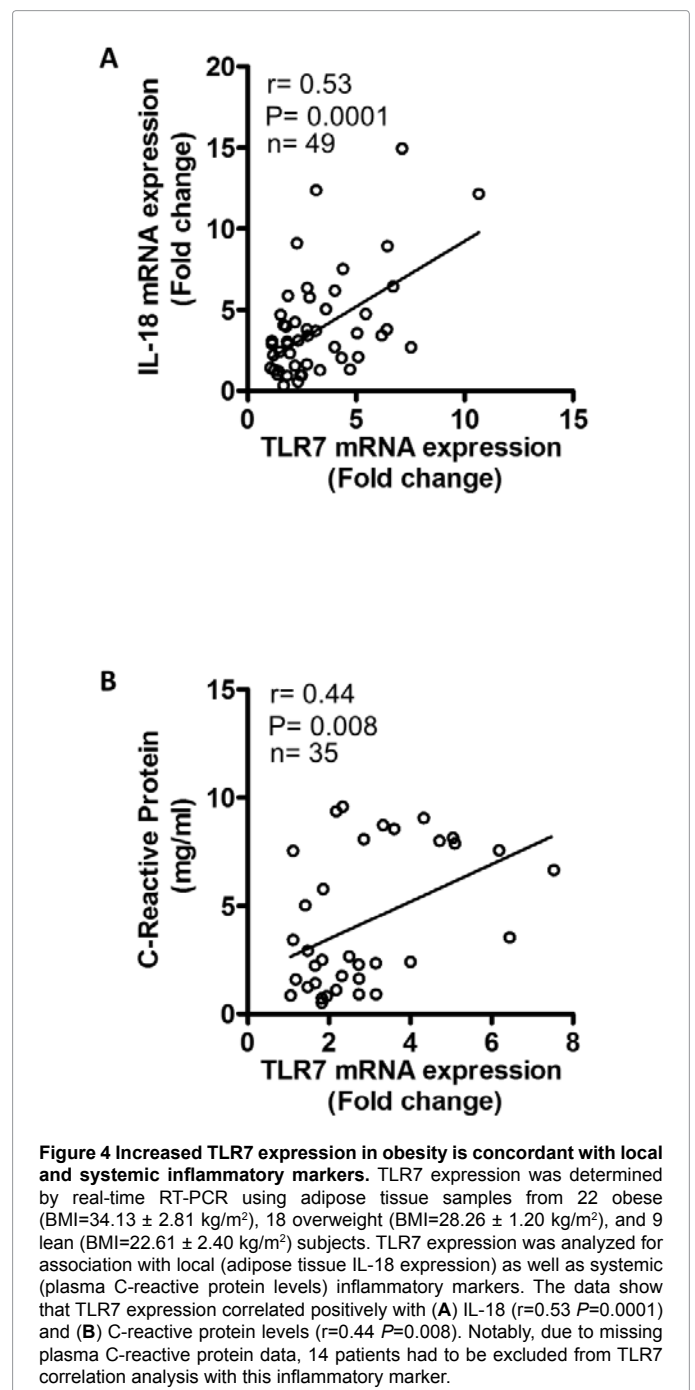 A
20
r= 0.53
P= 0.0001
15
n= 49
10
5
0
0 5 10 15
IL-18 mRNA expression
(Fold change)
TLR7 mRNA expression
(Fold change)
B
15
r= 0.44
P= 0.008
n= 35
10
5
0
0 2 4 6 8
C-Reactive Protein
(mg/ml)
TLR7 mRNA expression
(Fold change)
Figure 4 Increased TLR7 expression in obesity is concordant with local
and systemic inflammatory markers. TLR7 expression was determined
by real-time RT-PCR using adipose tissue samples from 22 obese
(BMI=34.13 ± 2.81 kg/m²), 18 overweight (BMI=28.26 ± 1.20 kg/m²), and 9
lean (BMI=22.61 ± 2.40 kg/m²) subjects. TLR7 expression was analyzed for
association with local (adipose tissue IL-18 expression) as well as systemic
(plasma C-reactive protein levels) inflammatory markers. The data show
that TLR7 expression correlated positively with (A) IL-18 (r=0.53 P=0.0001)
and (B) C-reactive protein levels (r=0.44 P=0.008). Notably, due to missing
plasma C-reactive protein data, 14 patients had to be excluded from TLR7
correlation analysis with this inflammatory marker.